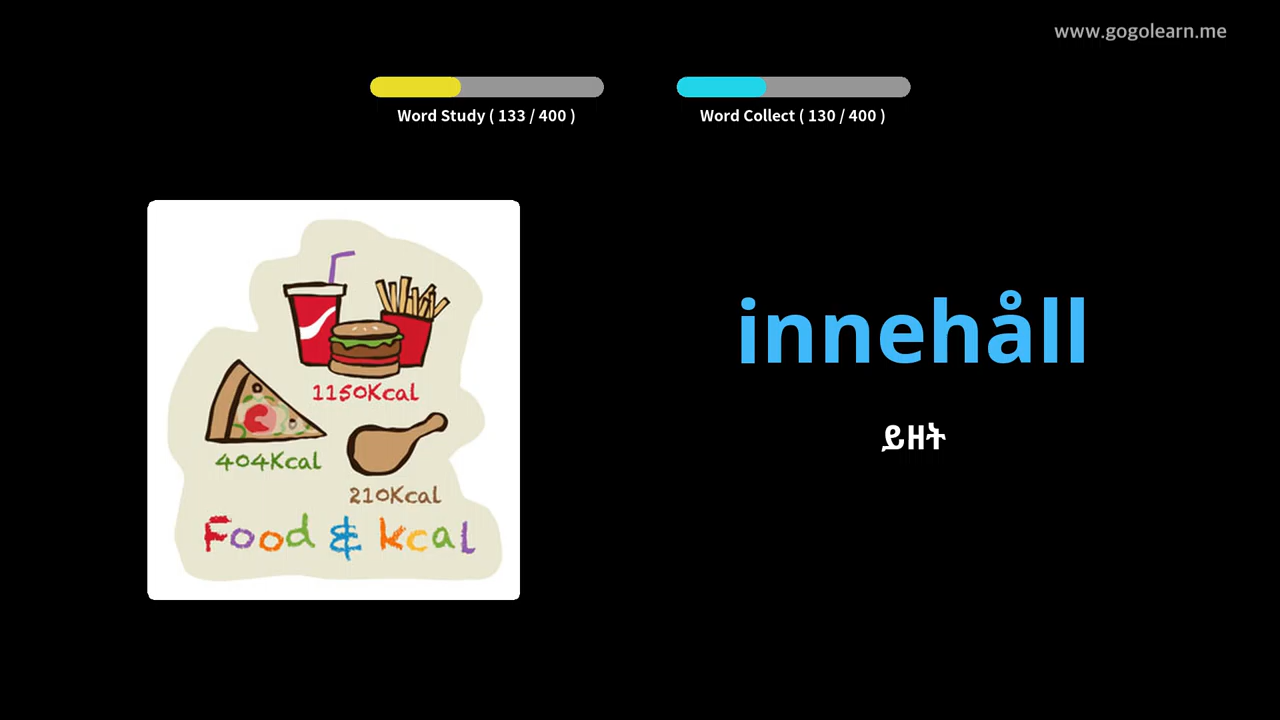 www.gogolearn.me
Word Study ( 133 / 400 )
Word Collect ( 130 / 400 )
1150Kcal
404Kcal
210Kcal
Food & kcal
innehåll
ይዘት